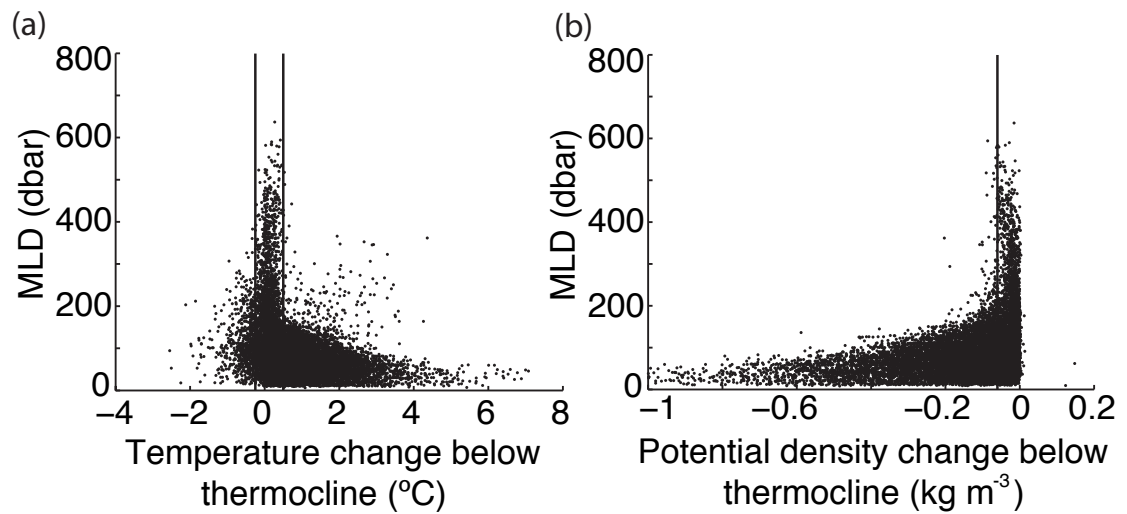 (a)
800
600
400
200
0
MLD (dbar)
−4 −2 0 2 4 6 8
Temperature change below
thermocline (ºC)
(b)
800
600
400
200
0
MLD (dbar)
−1 −0.6 −0.2 0 0.2
Potential density change below
thermocline (kg m-3)